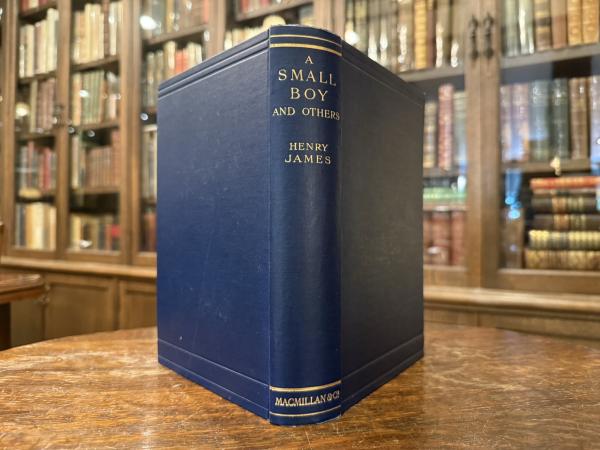 A
SMALL
BOY
AND OTHERS
HENRY
JAMES
MACMILLAN & Co